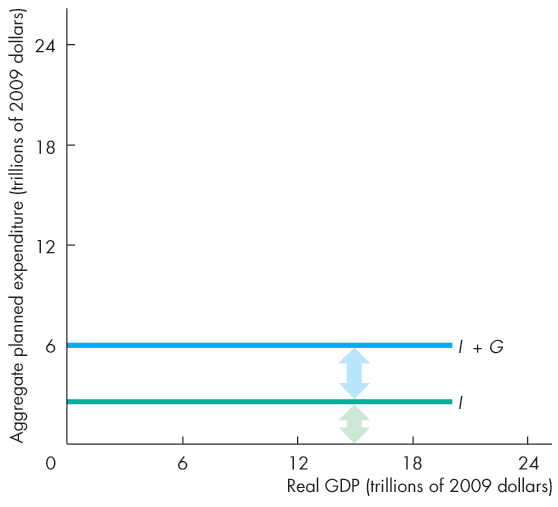 Aggregate planned expenditure (trillions of 2009 dollars)
24
18
12
6
I + G
I
0 6 12 18 24
Real GDP (trillions of 2009 dollars)